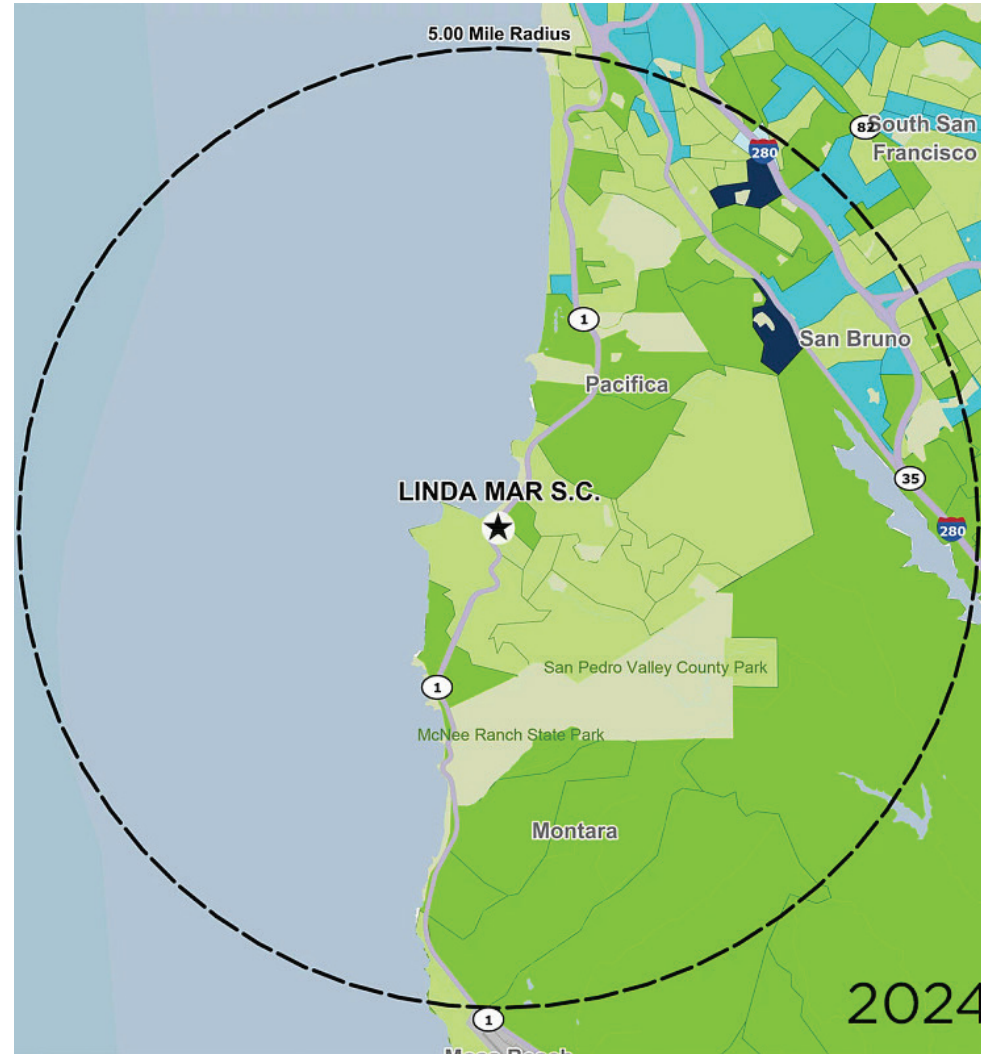 5.00 Mile Radius
82
South San
Francisco
280
1
San Bruno
Pacifica
35
LINDA MAR S.C.
280
San Pedro Valley County Park
1
McNee Ranch State Park
Montara
2024
1